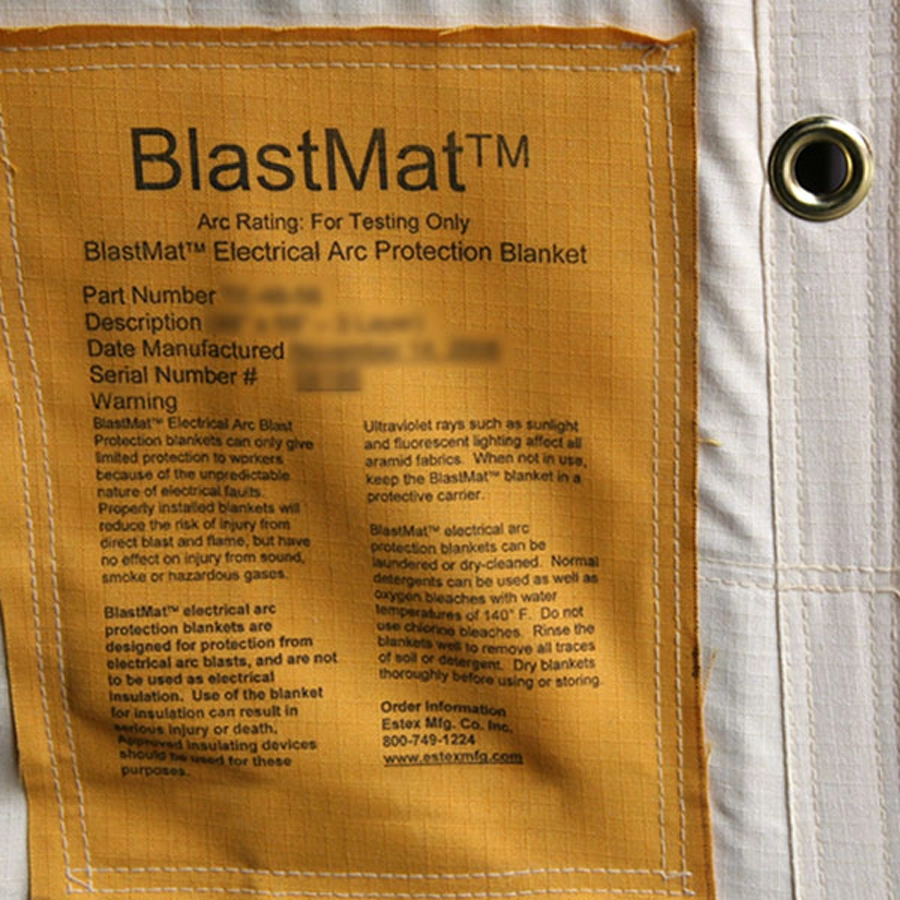 BlastMat™
Arc Rating: For Testing Only
BlastMat™ Electrical Arc Protection Blanket
Part Number
Description
Date Manufactured
Serial Number #
Warning
BlastMat™ Electrical Arc Blast
Protection blankets can only give
limited protection to workers
because of the unpredictable
nature of electrical faults.
Properly installed blankets will
reduce the risk of injury from
direct blast and flame, but have
no effect on injury from sound,
smoke or hazardous gases.
BlastMat™ electrical arc
protection blankets are
designed for protection from
electrical arc blasts, and are not
to be used as electrical
insulation. Use of the blanket
for insulation can result in
serious injury or death.
Approved insulating devices
should be used for these
purposes.
Ultraviolet rays such as sunlight
and fluorescent lighting affect all
aramid fabrics. When not in use,
keep the BlastMat™ blanket in a
protective carrier.
BlastMat™ electrical arc
protection blankets can be
laundered or dry-cleaned. Normal
detergents can be used as well as
oxygen bleaches with water
temperatures of 140° F. Do not
use chlorine bleaches. Rinse the
blankets well to remove all traces
of soil or detergent. Dry blankets
thoroughly before using or storing.
Order Information
Estex Mfg. Co. Inc.
800-749-1224
www.estexmfg.com